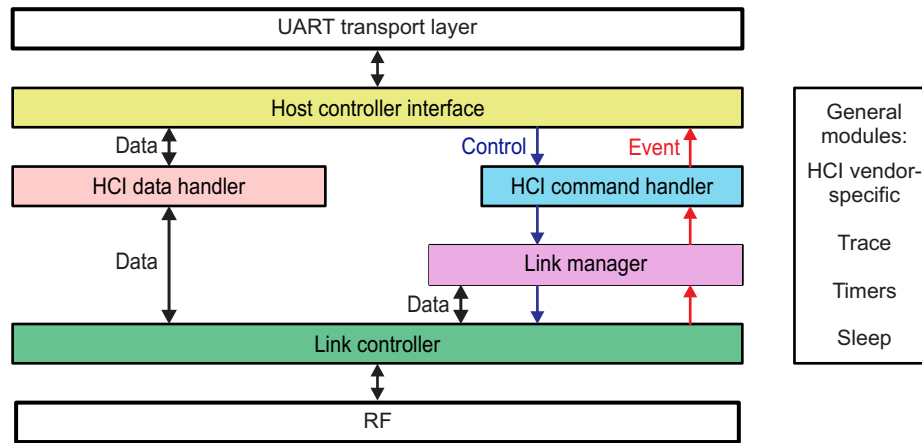 UART transport layer
Host controller interface
Data
Control
Event
HCI data handler
HCI command handler
Data
Link manager
Data
Link controller
RF
General
modules:
HCI vendor-
specific
Trace
Timers
Sleep